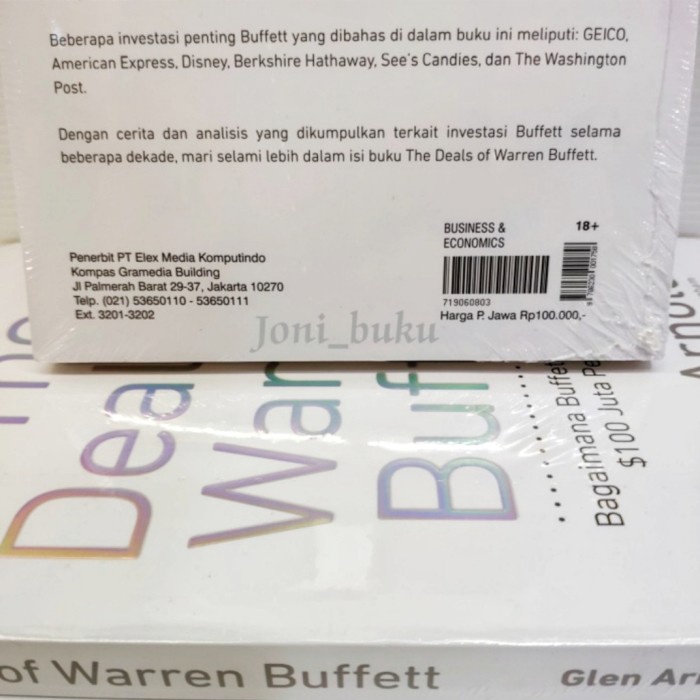 Beberapa investasi penting Buffett yang dibahas di dalam buku ini meliputi: GEICO,
American Express, Disney, Berkshire Hathaway, See's Candies, dan The Washington
Post.
Dengan cerita dan analisis yang dikumpulkan terkait investasi Buffett selama
beberapa dekade, mari selami lebih dalam isi buku The Deals of Warren Buffett.
Penerbit PT Elex Media Komputindo
Kompas Gramedia Building
Jl Palmerah Barat 29-37, Jakarta 10270
Telp. (021) 53650110 - 53650111
Ext. 3201-3202
BUSINESS &
ECONOMICS
18+
719060803
Harga P. Jawa Rp100.000,-
Joni_buku
Dea
War
Buf
Bagaimana Buffe
$100 Juta Pe
of Warren Buffett
Glen Ar